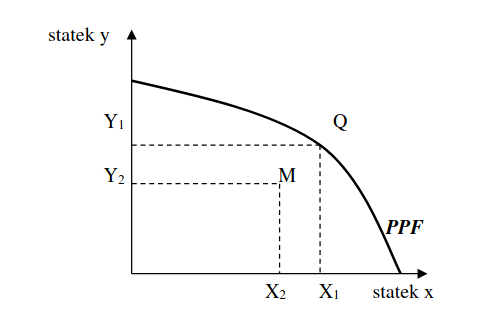 statek y
Y₁
Q
Y₂
M
PPF
X₂
X₁
statek x